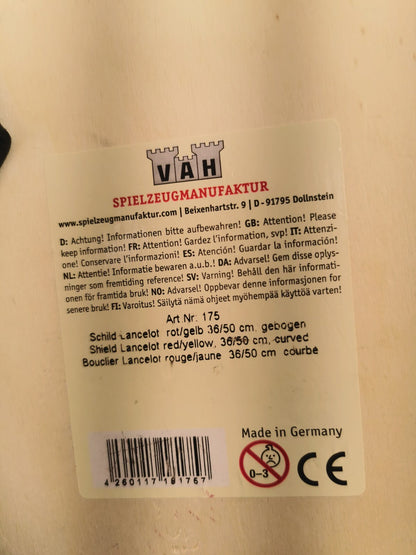 VAH
SPIELZEUGMANUFAKTUR
www.spielzeugmanufaktur.com | Beixenhartstr. 9 | D - 91795 Dollnstein
D: Achtung! Informationen bitte aufbewahren! GB: Attention! Please
keep information! FR: Attention! Gardez l'information, svp! IT: Attenzi-
one! Conservare l'informazioni! ES: Atención! Guardar la información!
NL: Attentie! Informatie bewaren a.u.b.! DA: Advarsel! Gem disse oplys-
ninger som fremtiding reference! SV: Varning! Behåll den här informati-
onen för framtida bruk! NO: Advarsel! Oppbevar denne informasjonen for
senere bruk! FI: Varoitus! Säilytä nämä ohjeet myöhempää käyttöä varten!
Art.Nr. 175
Schild Lancelot rot/gelb 36/50 cm, gebogen
Shield Lancelot red/yellow, 36/50 cm, curved
Bouclier Lancelot rouge/jaune 36/50 cm courbé
Made in Germany
0-3
CE
4 260117 181757